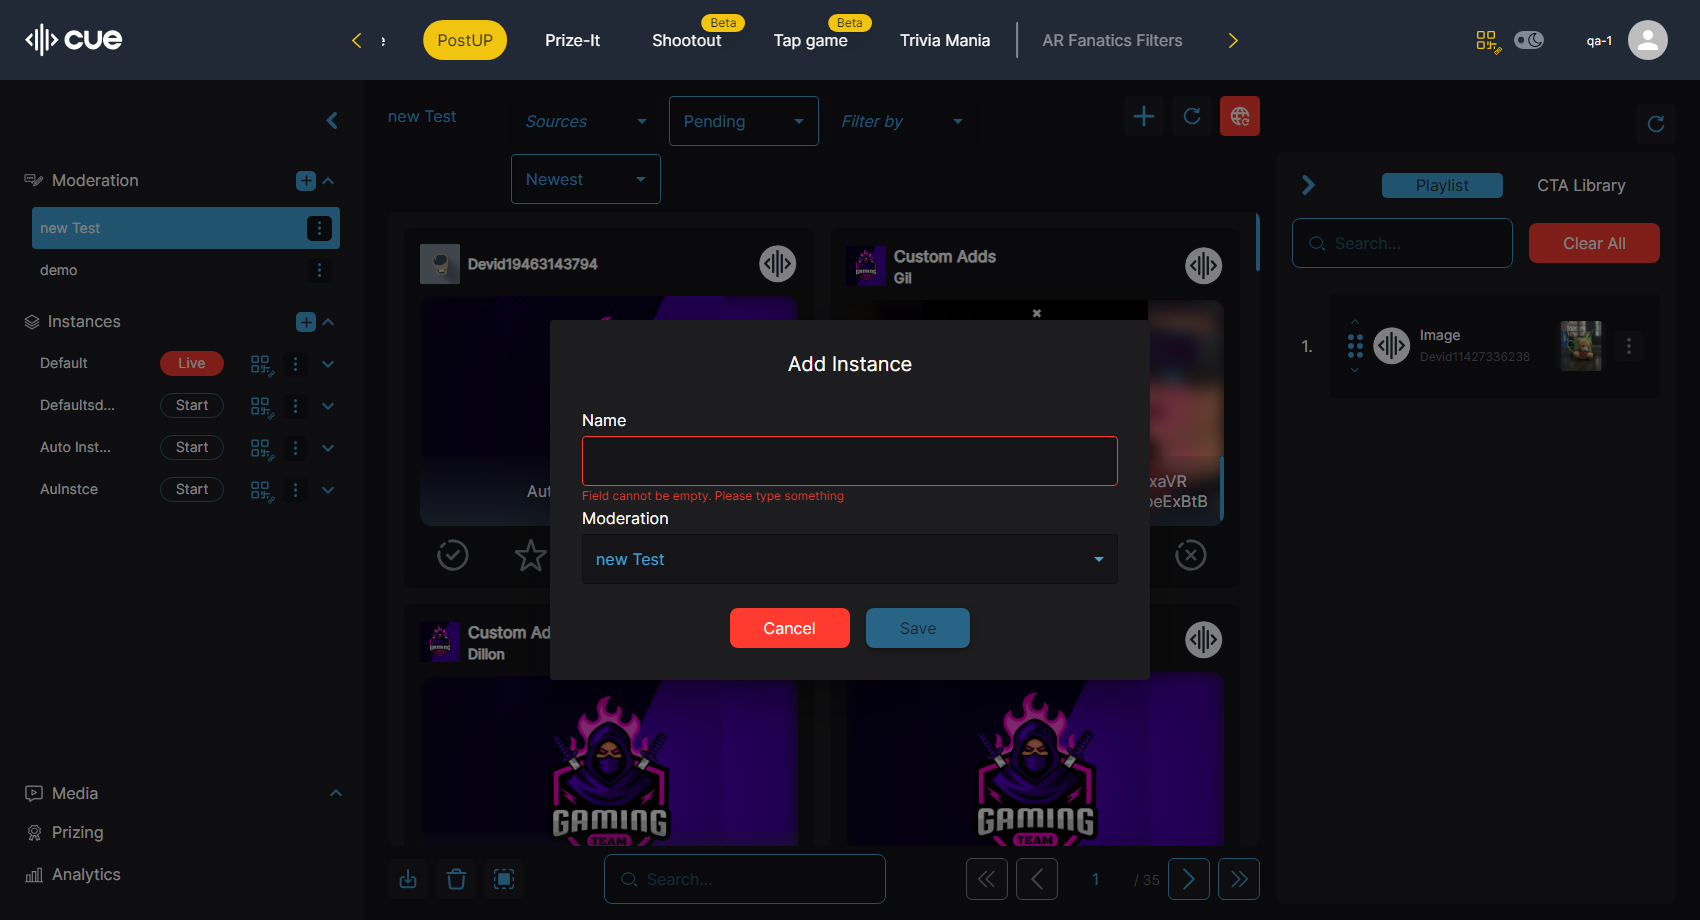 cue
PostUP
Prize-It
Shootout
Beta
Tap game
Beta
Trivia Mania
AR Fanatics Filters
qa-1
Moderation
new Test
demo
Instances
Default
Live
Defaultsd...
Start
Auto Inst...
Start
AuInstce
Start
Media
Prizing
Analytics
new Test
Sources
Pending
Filter by
Newest
Devid19463143794
Custom Adds
Gil
Aut
xaVR
eExBtB
Custom Ad
Dillon
GAMING
TEAM
GAMING
TEAM
Search...
1
/ 35
Add Instance
Name
Field cannot be empty. Please type something
Moderation
new Test
Cancel
Save
Playlist
CTA Library
Search...
Clear All
1.
Image
Devid11427336238